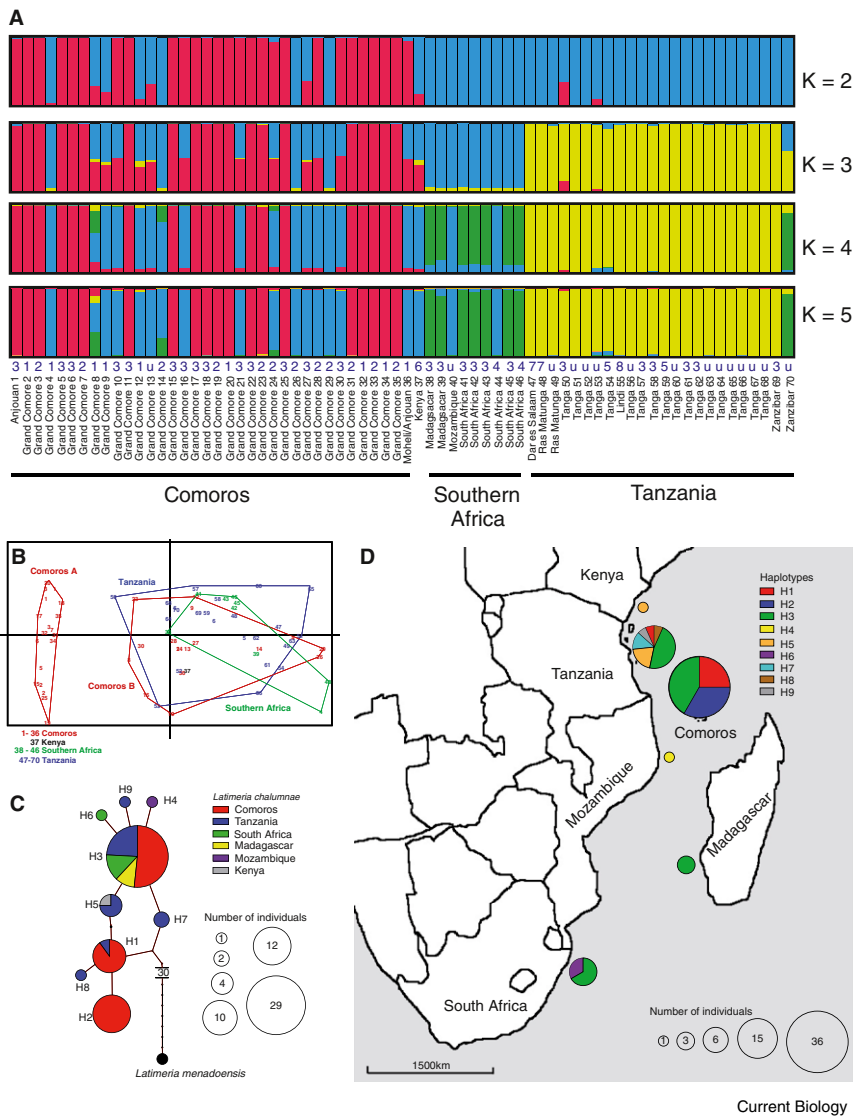 A
K = 2
K = 3
K = 4
K = 5
Anjouan 1 3
Grand Comore 2 1
Grand Comore 3 2
Grand Comore 4 1
Grand Comore 5 3
Grand Comore 6 3
Grand Comore 7 2
Grand Comore 8 1
Grand Comore 9 1
Grand Comore 10 3
Grand Comore 11 3
Grand Comore 12 1
Grand Comore 13 u
Grand Comore 14 2
Grand Comore 15 3
Grand Comore 16 3
Grand Comore 17 3
Grand Comore 18 3
Grand Comore 19 2
Grand Comore 20 1
Grand Comore 21 3
Grand Comore 22 2
Grand Comore 23 2
Grand Comore 24 2
Grand Comore 25 3
Grand Comore 26 2
Grand Comore 27 3
Grand Comore 28 2
Grand Comore 29 2
Grand Comore 30 3
Grand Comore 31 2
Grand Comore 32 1
Grand Comore 33 2
Grand Comore 34 1
Grand Comore 35 2
Moheli/Anjouan 36 1
Kenya 37 6
Madagascar 38 3
Madagascar 39 3
Mozambique 40 u
South Africa 41 3
South Africa 42 3
South Africa 43 3
South Africa 44 4
South Africa 45 3
South Africa 46 4
Dar es Salaam 47 7
Ras Matunga 48 7
Ras Matunga 49 u
Tanga 50 3
Tanga 51 u
Tanga 52 u
Tanga 53 u
Tanga 54 5
Lindi 55 8
Tanga 56 u
Tanga 57 3
Tanga 58 3
Tanga 59 5
Tanga 60 u
Tanga 61 3
Tanga 62 3
Tanga 63 u
Tanga 64 u
Tanga 65 u
Tanga 66 u
Tanga 67 u
Tanga 68 u
Zanzibar 69 3
Zanzibar 70 u
Comoros
Southern
Africa
Tanzania
B
Comoros A
Tanzania
Comoros B
Southern Africa
1- 36 Comoros
37 Kenya
38 - 46 Southern Africa
47-70 Tanzania
C
H9
H4
H6
H3
H5
H7
H1
H8
H2
30
Latimeria menadoensis
Latimeria chalumnae
Comoros
Tanzania
South Africa
Madagascar
Mozambique
Kenya
Number of individuals
1
2
4
10
12
29
D
Kenya
Tanzania
Comoros
Mozambique
Madagascar
South Africa
Haplotypes
H1
H2
H3
H4
H5
H6
H7
H8
H9
Number of individuals
1
3
6
15
36
1500km
Current Biology